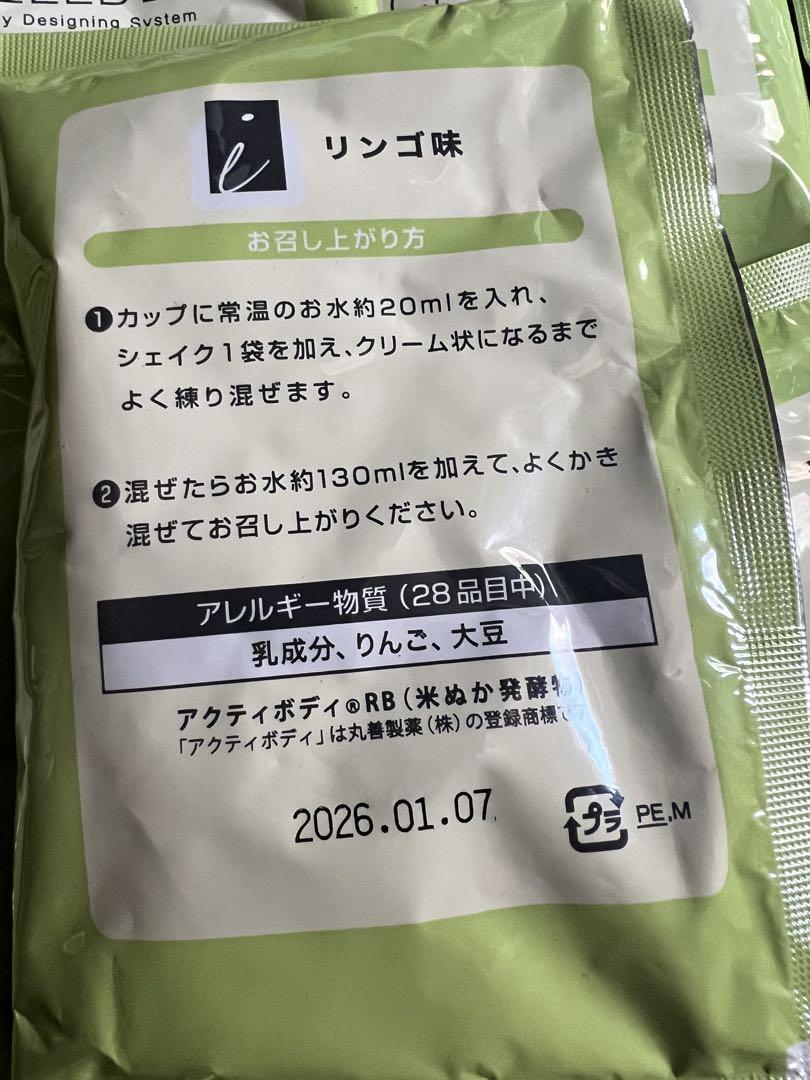 y Designing System
リンゴ味
お召し上がり方
❶カップに常温のお水約20mlを入れ、
シェイク1袋を加え、クリーム状になるまで
よく練り混ぜます。
❷混ぜたらお水約130mlを加えて、よくかき
混ぜてお召し上がりください。
アレルギー物質(28品目中)
乳成分、りんご、大豆
アクティボディ®RB(米ぬか発酵物
「アクティボディ」は丸善製薬(株)の登録商標で
2026.01.07
プラ PE,M